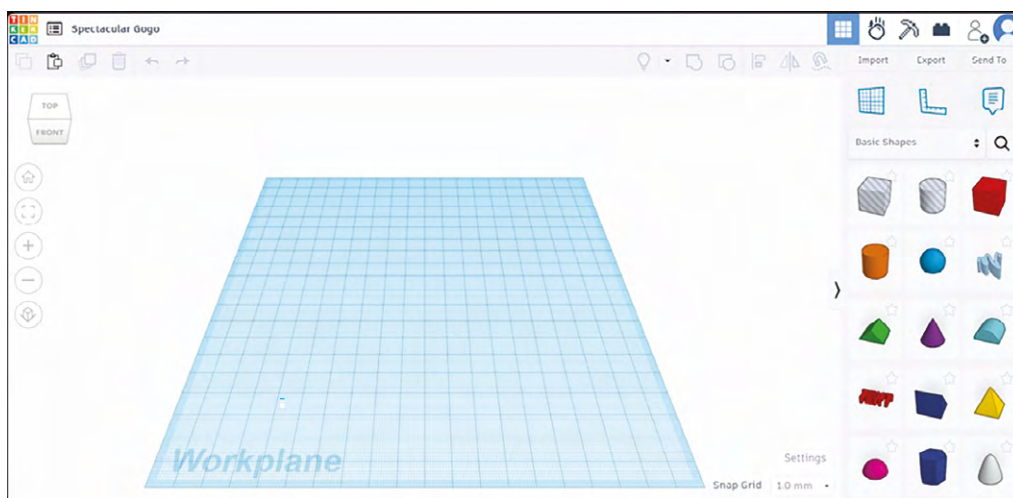 TIN
KER
CAD
Spectacular Gogo
Import Export Send To
TOP
FRONT
Basic Shapes
TEXT
Workplane
Settings
Snap Grid 1.0 mm